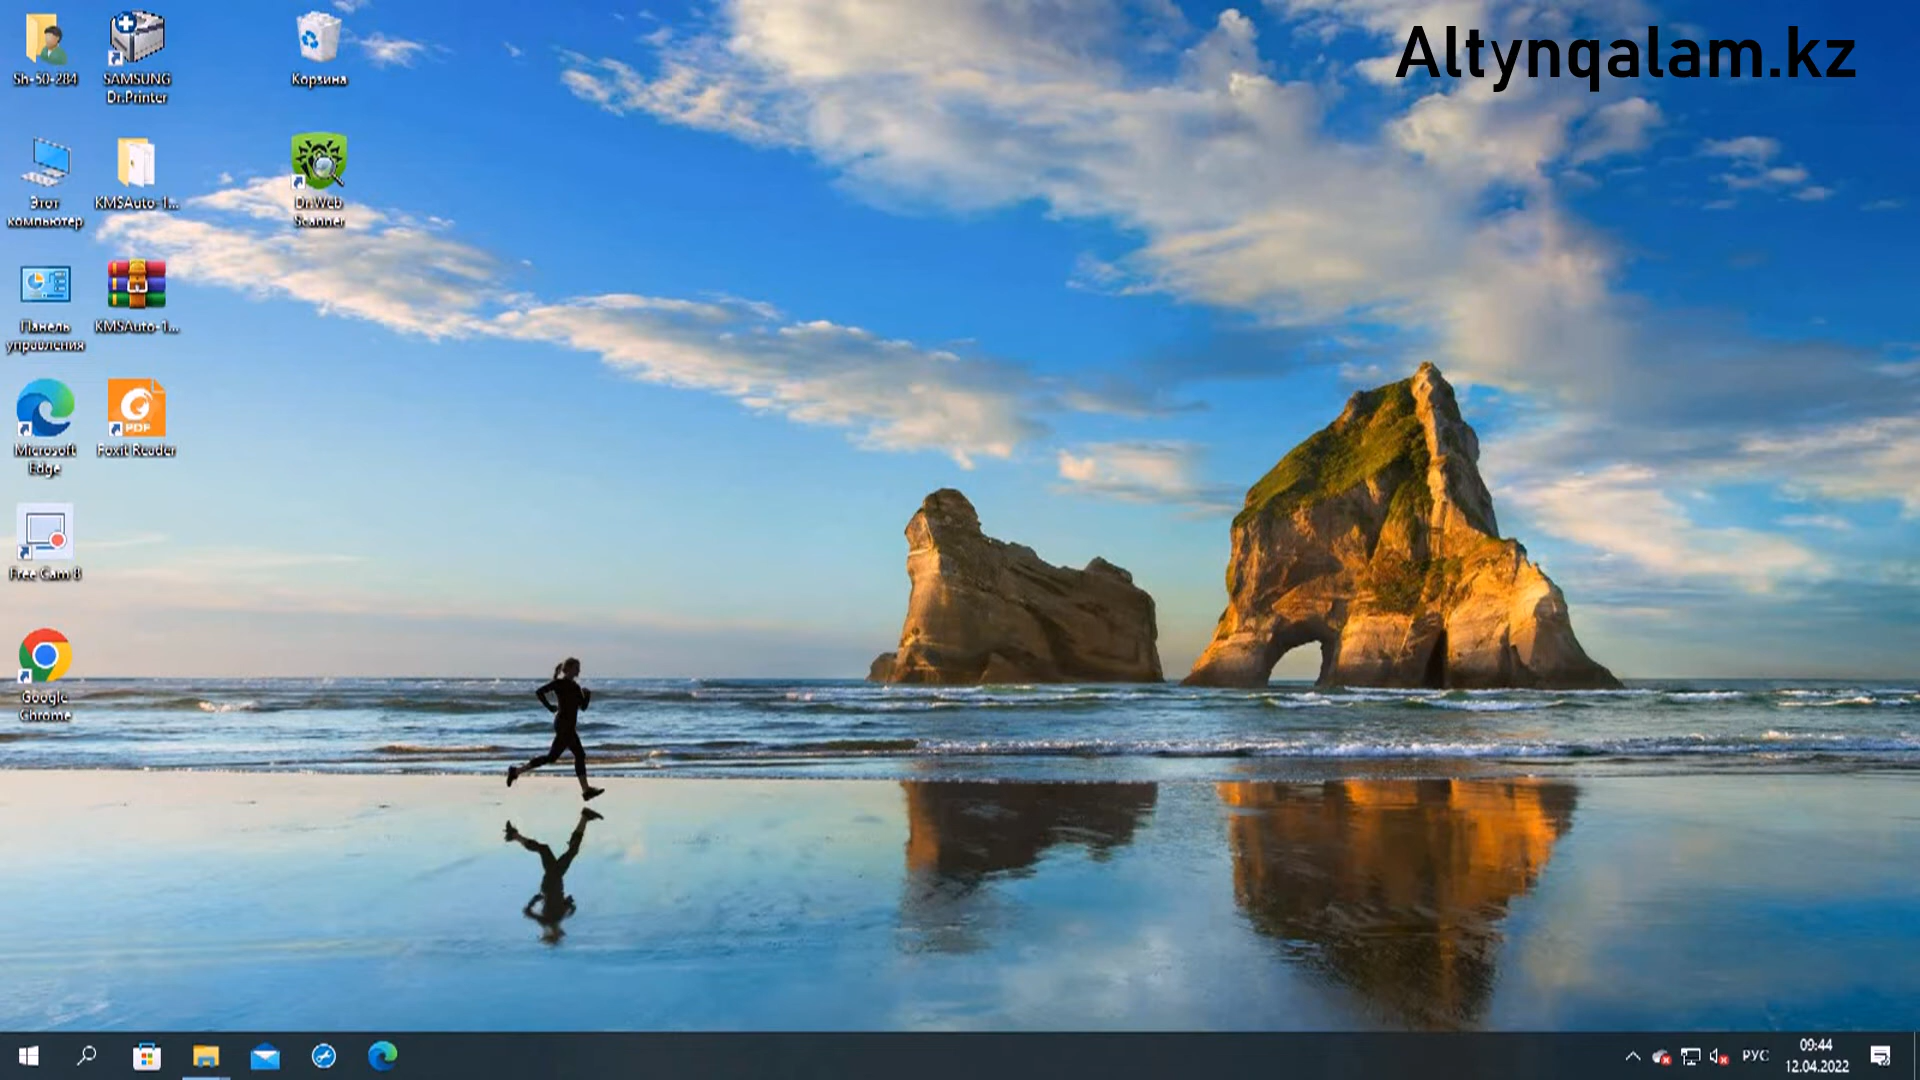 Altynqalam.kz
Sh-50-284
SAMSUNG
Dr.Printer
Корзина
Этот
компьютер
KMSAuto-1...
Dr.Web
Scanner
Панель
управления
KMSAuto-1...
Microsoft
Edge
PDF
Foxit Reader
Free Cam 8
Google
Chrome
РУС
09:44
12.04.2022